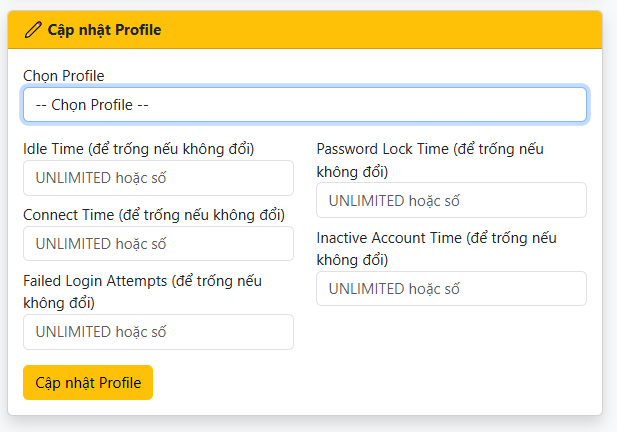 Cập nhật Profile
Chọn Profile
-- Chọn Profile --
Idle Time (để trống nếu không đổi)
UNLIMITED hoặc số
Connect Time (để trống nếu không đổi)
UNLIMITED hoặc số
Failed Login Attempts (để trống nếu
không đổi)
UNLIMITED hoặc số
Password Lock Time (để trống nếu
không đổi)
UNLIMITED hoặc số
Inactive Account Time (để trống nếu
không đổi)
UNLIMITED hoặc số
Cập nhật Profile